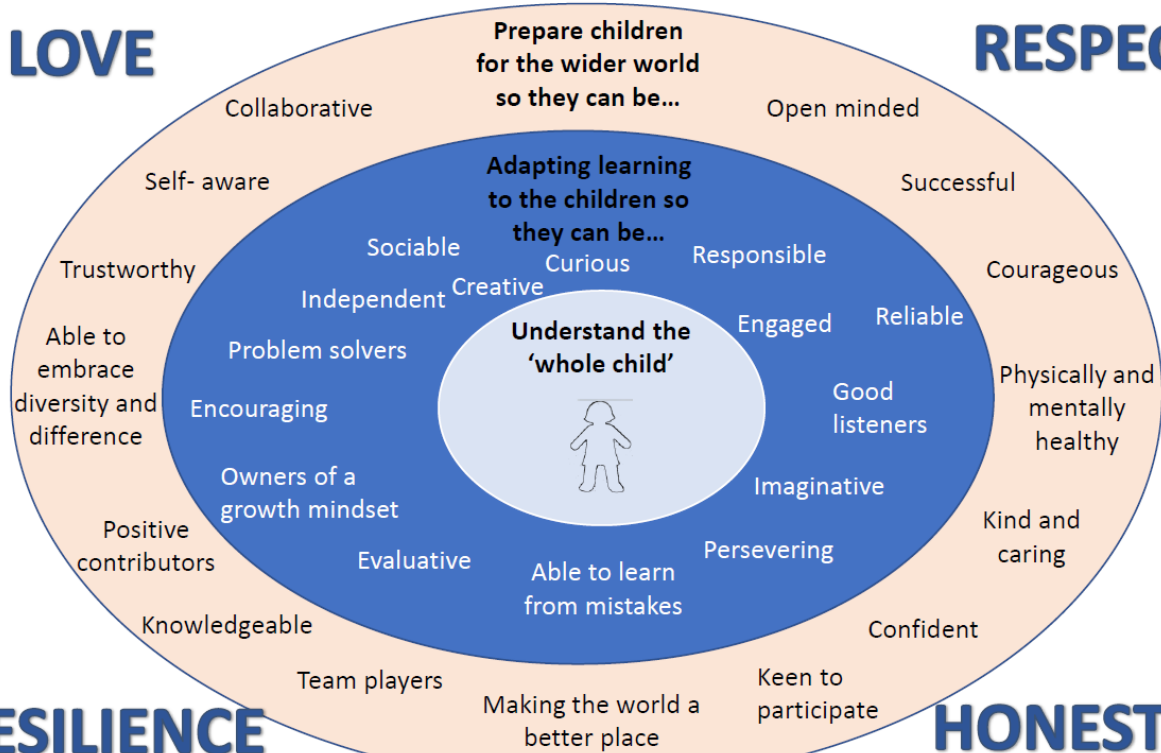 LOVE
RESPEC
Prepare children
for the wider world
so they can be...
Collaborative
Open minded
Self- aware
Successful
Trustworthy
Courageous
Able to
embrace
diversity and
difference
Physically and
mentally
healthy
Positive
contributors
Kind and
caring
Knowledgeable
Confident
Team players
Keen to
participate
Making the world a
better place
Adapting learning
to the children so
they can be...
Sociable
Curious
Responsible
Independent
Creative
Engaged
Reliable
Problem solvers
Encouraging
Good
listeners
Owners of a
growth mindset
Imaginative
Evaluative
Persevering
Able to learn
from mistakes
Understand the
‘whole child’
ESILIENCE
HONEST